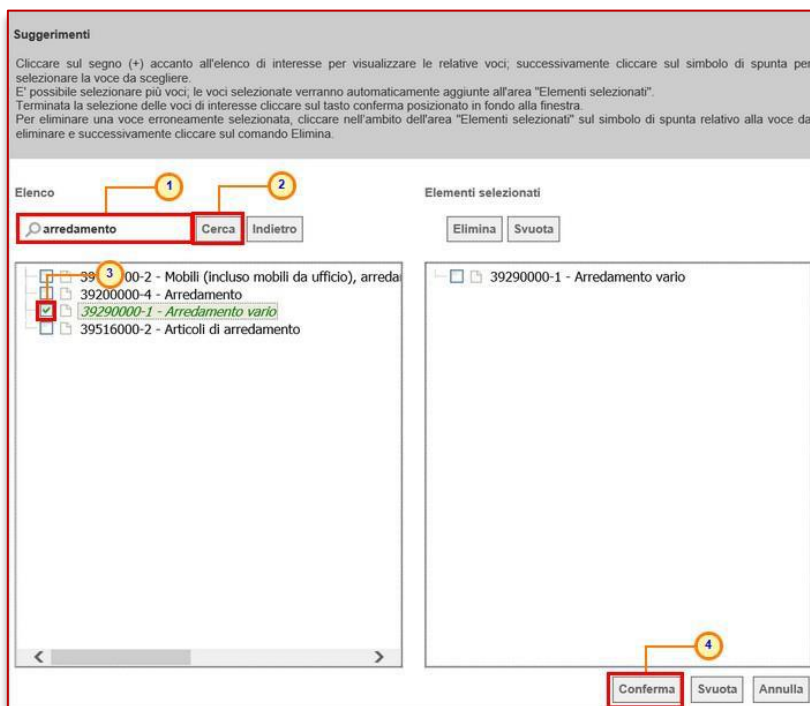 Suggerimenti
Cliccare sul segno (+) accanto all'elenco di interesse per visualizzare le relative voci; successivamente cliccare sul simbolo di spunta per
selezionare la voce da scegliere.
E' possibile selezionare più voci; le voci selezionate verranno automaticamente aggiunte all'area "Elementi selezionati".
Terminata la selezione delle voci di interesse cliccare sul tasto conferma posizionato in fondo alla finestra.
Per eliminare una voce erroneamente selezionata, cliccare nell'ambito dell'area "Elementi selezionati" sul simbolo di spunta relativo alla voce da
eliminare e successivamente cliccare sul comando Elimina.
1
2
Elenco
Elementi selezionati
arredamento Cerca Indietro
Elimina Svuota
39 3 00-2 - Mobili (incluso mobili da ufficio), arredar
39200000-4 - Arredamento
39290000-1 - Arredamento vario
39516000-2 - Articoli di arredamento
39290000-1 - Arredamento vario
4
Conferma Svuota Annulla